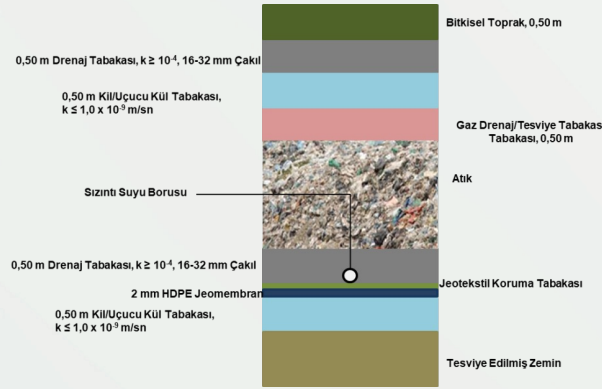 Bitkisel Toprak, 0,50 m
0,50 m Drenaj Tabakası, k ≥ 10⁻⁴, 16-32 mm Çakıl
0,50 m Kil/Uçucu Kül Tabakası,
k ≤ 1,0 x 10⁻⁹ m/sn
Gaz Drenaj/Tesviye Tabakas
Tabakası, 0,50 m
Atık
Sızıntı Suyu Borusu
0,50 m Drenaj Tabakası, k ≥ 10⁻⁴, 16-32 mm Çakıl
Jeotekstil Koruma Tabakası
2 mm HDPE Jeomembran
0,50 m Kil/Uçucu Kül Tabakası,
k ≤ 1,0 x 10⁻⁹ m/sn
Tesviye Edilmiş Zemin